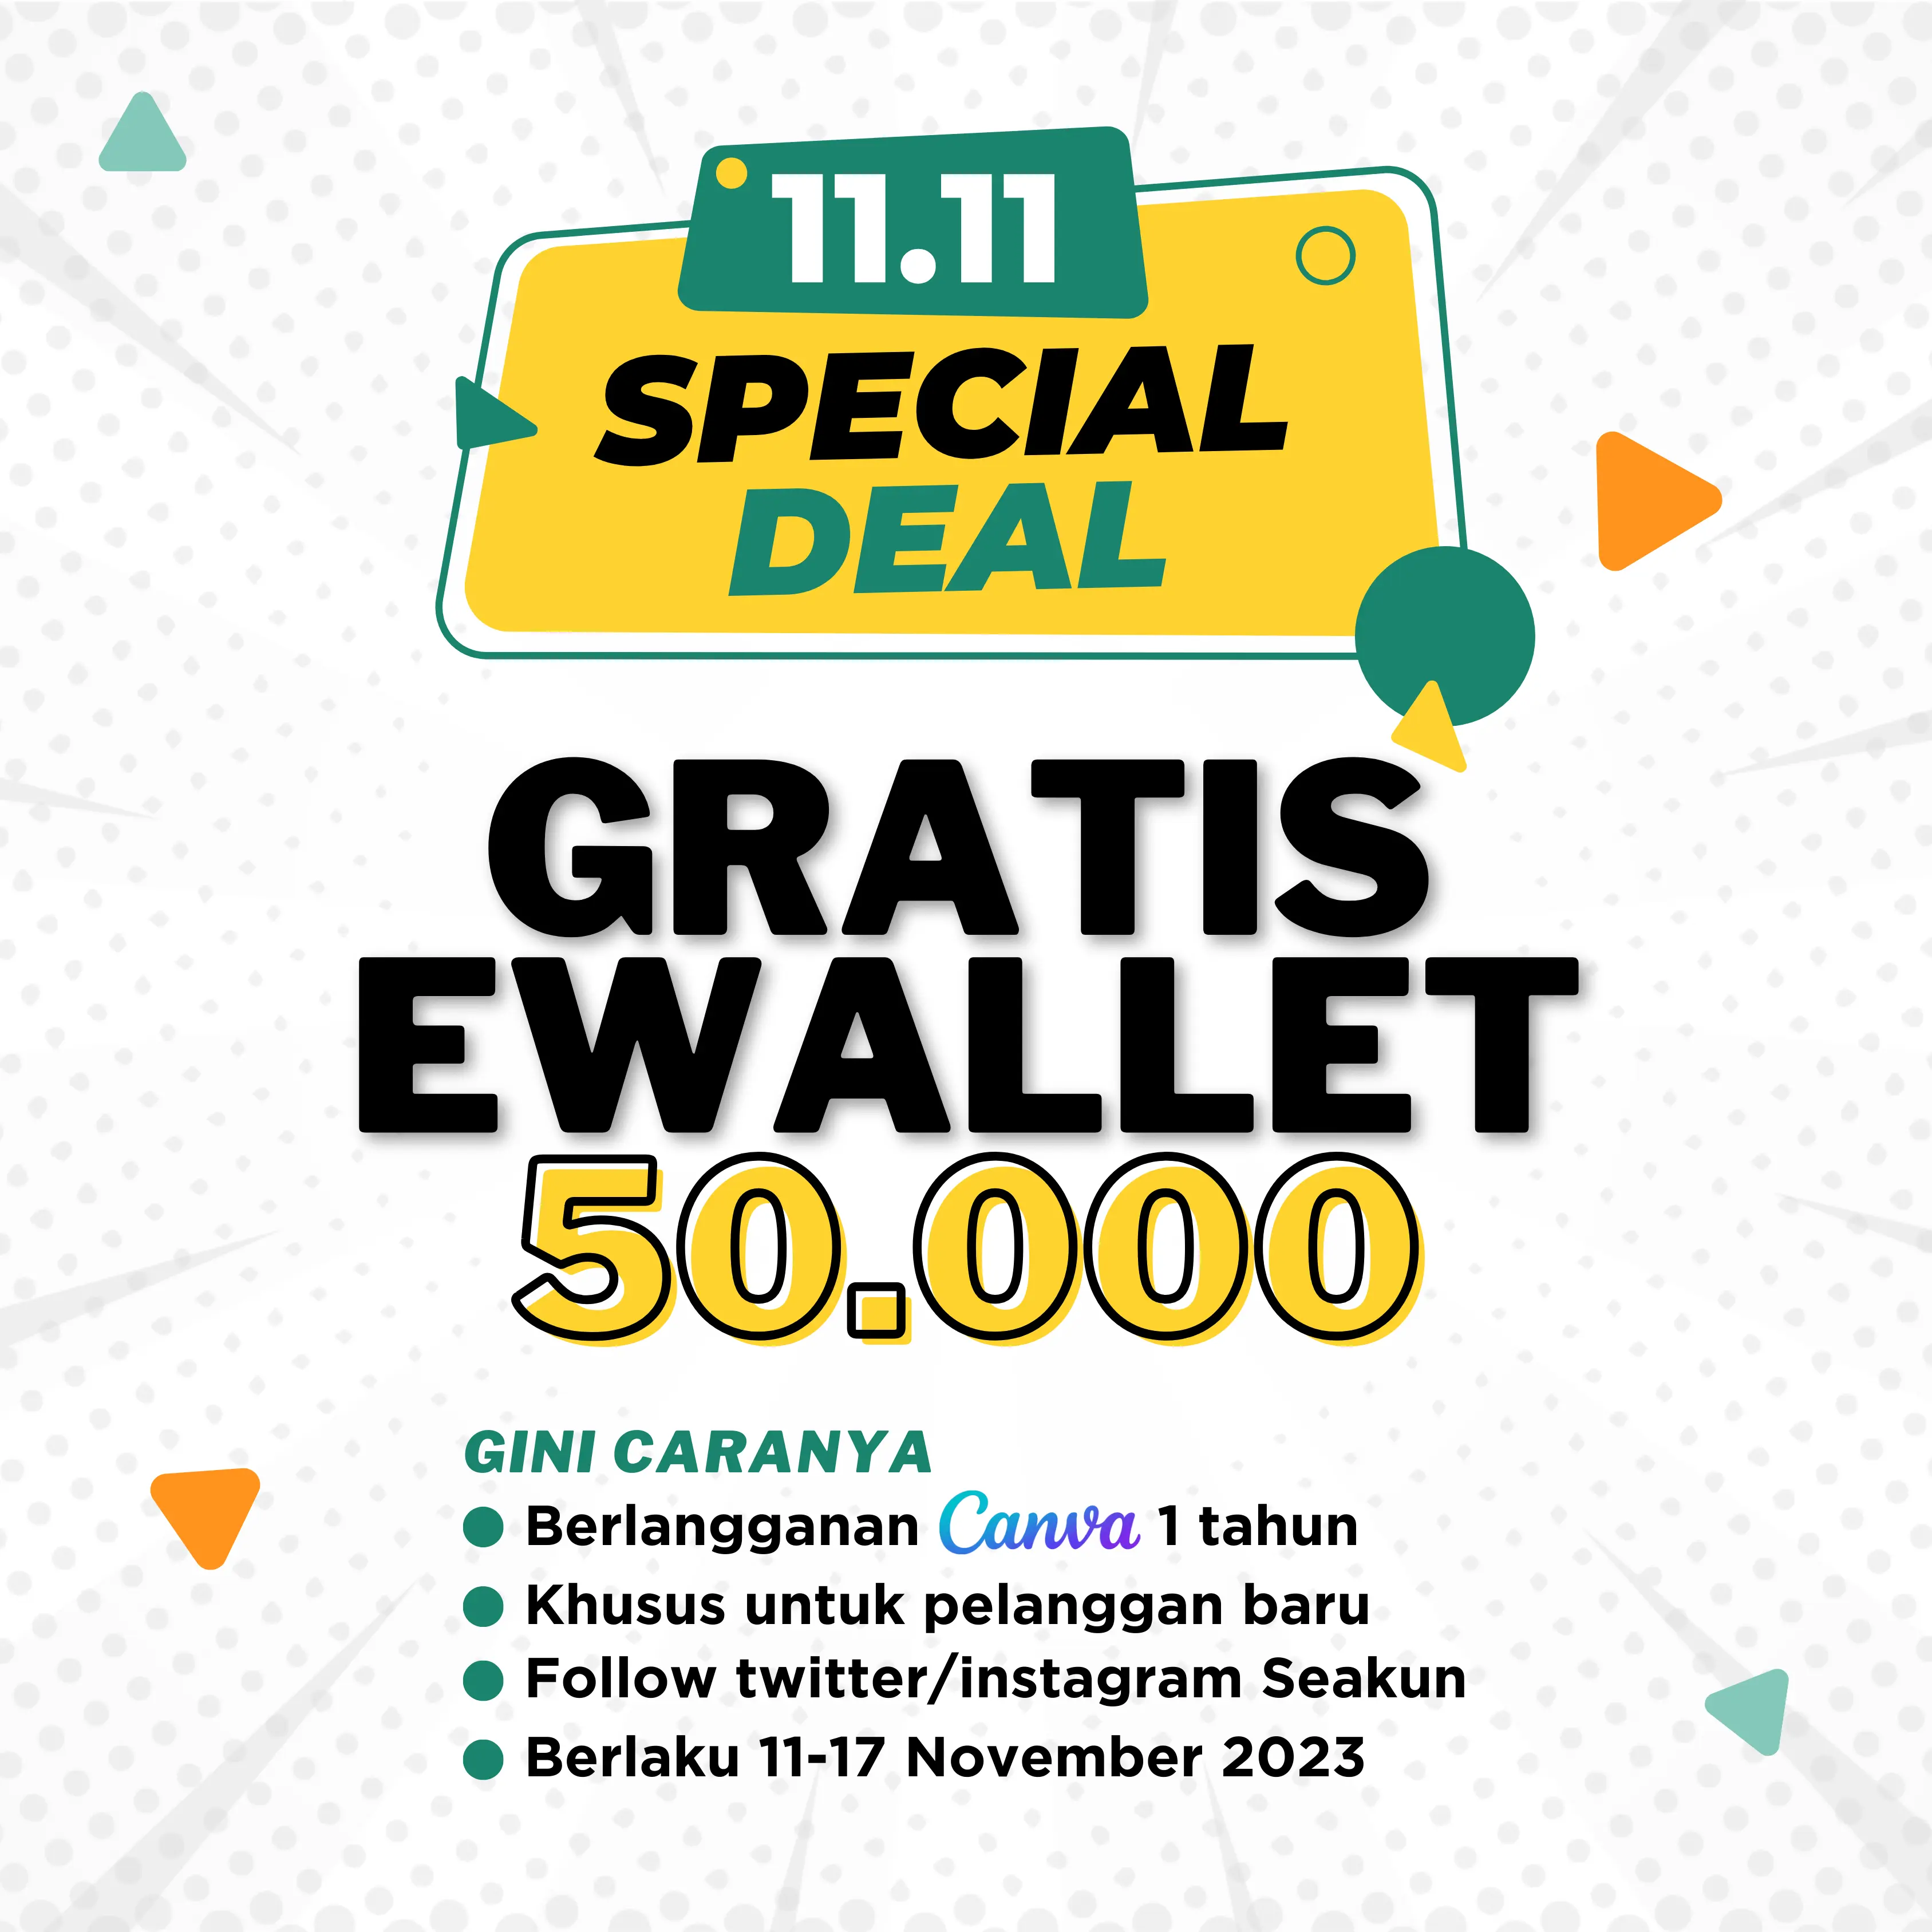 11.11
SPECIAL
DEAL
GRATIS
EWALLET
50.000
GINI CARANYA
Berlangganan Canva 1 tahun
Khusus untuk pelanggan baru
Follow twitter/instagram Seakun
Berlaku 11-17 November 2023